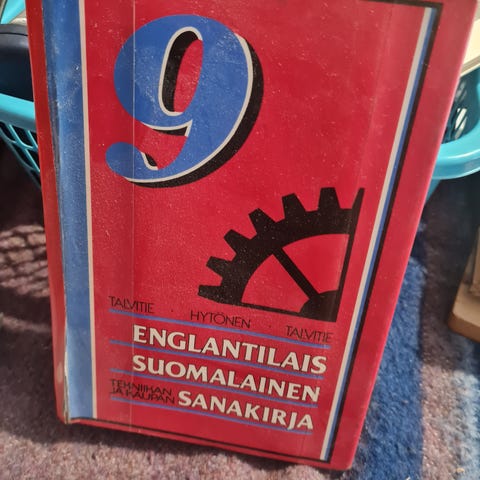 9
TALVITIE · HYTÖNEN · TALVITIE
ENGLANTILAIS
SUOMALAINEN
TEKNIIKAN
JA KAUPAN
SANAKIRJA